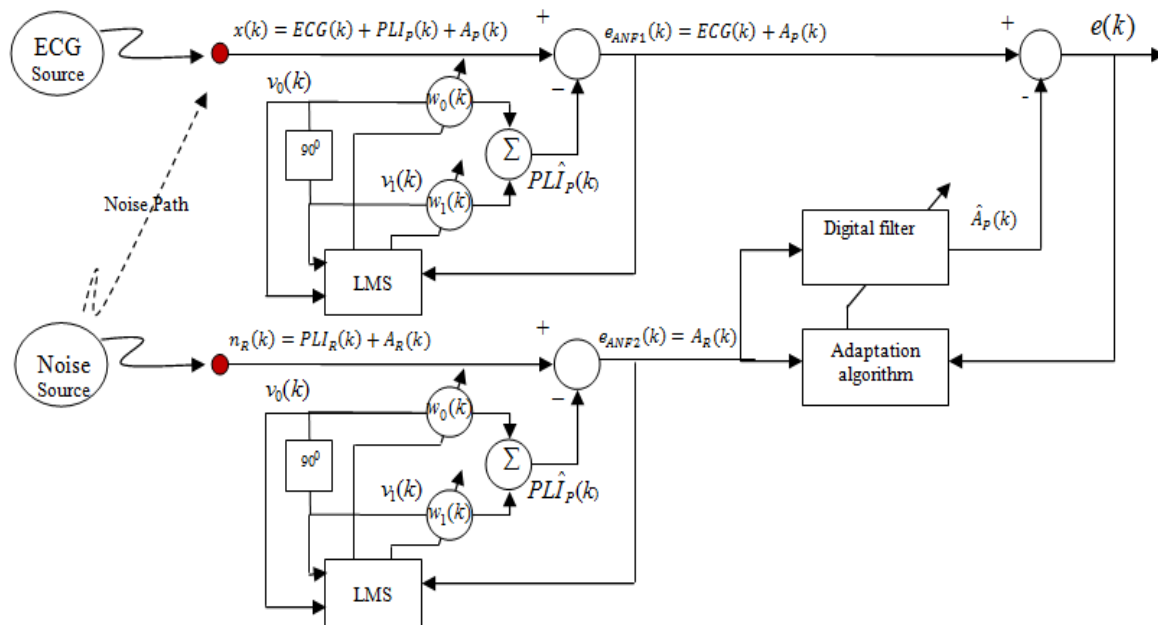 ECG
Source
x(k) = ECG(k) + PLI_P(k) + A_P(k)
+
e_ANF1(k) = ECG(k) + A_P(k)
+
e(k)
−
-
v_0(k)
w_0(k)
90^0
Σ
PLÎ_P(k)
v_1(k)
w_1(k)
LMS
Noise Path
Digital filter
Â_P(k)
Noise
Source
n_R(k) = PLI_R(k) + A_R(k)
+
e_ANF2(k) = A_R(k)
Adaptation
algorithm
−
v_0(k)
w_0(k)
90^0
Σ
PLÎ_P(k)
v_1(k)
w_1(k)
LMS